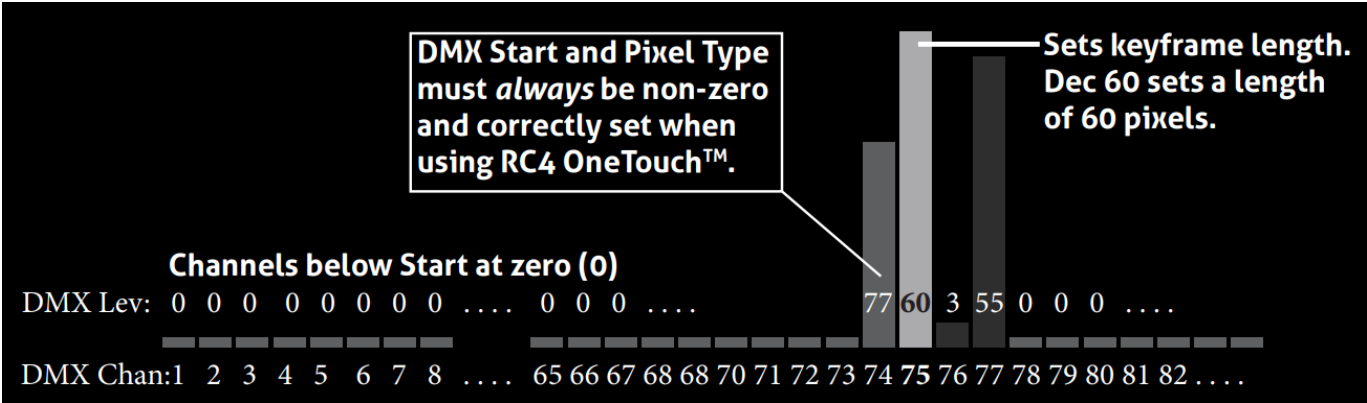 DMX Start and Pixel Type
must always be non-zero
and correctly set when
using RC4 OneTouch™.
Sets keyframe length.
Dec 60 sets a length
of 60 pixels.
Channels below Start at zero (0)
DMX Lev: 0 0 0 0 0 0 0 0 .... 0 0 0 .... 77 60 3 55 0 0 0 ....
DMX Chan:1 2 3 4 5 6 7 8 .... 65 66 67 68 68 70 71 72 73 74 75 76 77 78 79 80 81 82 ....